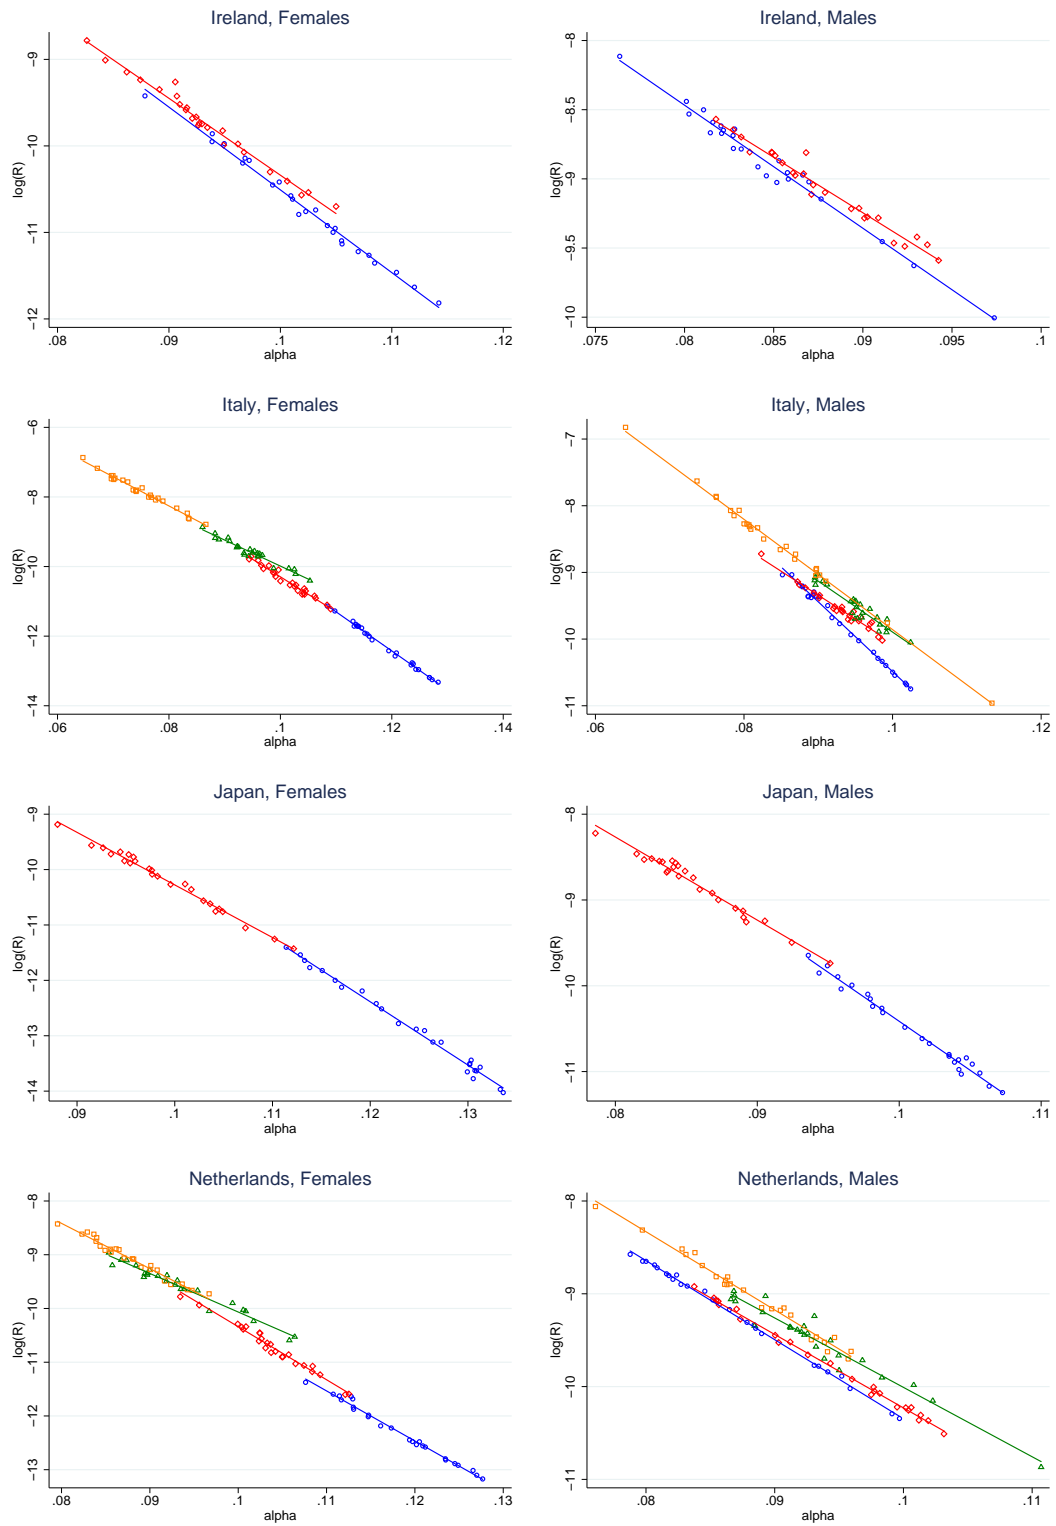 Ireland, Females
log(R)
-9
-10
-11
-12
.08 .09 .1 .11 .12
alpha
Ireland, Males
log(R)
-8
-8.5
-9
-9.5
-10
.075 .08 .085 .09 .095 .1
alpha
Italy, Females
log(R)
-6
-8
-10
-12
-14
.06 .08 .1 .12 .14
alpha
Italy, Males
log(R)
-7
-8
-9
-10
-11
.06 .08 .1 .12
alpha
Japan, Females
log(R)
-9
-10
-11
-12
-13
-14
.09 .1 .11 .12 .13
alpha
Japan, Males
log(R)
-8
-9
-10
-11
.08 .09 .1 .11
alpha
Netherlands, Females
log(R)
-8
-9
-10
-11
-12
-13
.08 .09 .1 .11 .12 .13
alpha
Netherlands, Males
log(R)
-8
-9
-10
-11
.08 .09 .1 .11
alpha